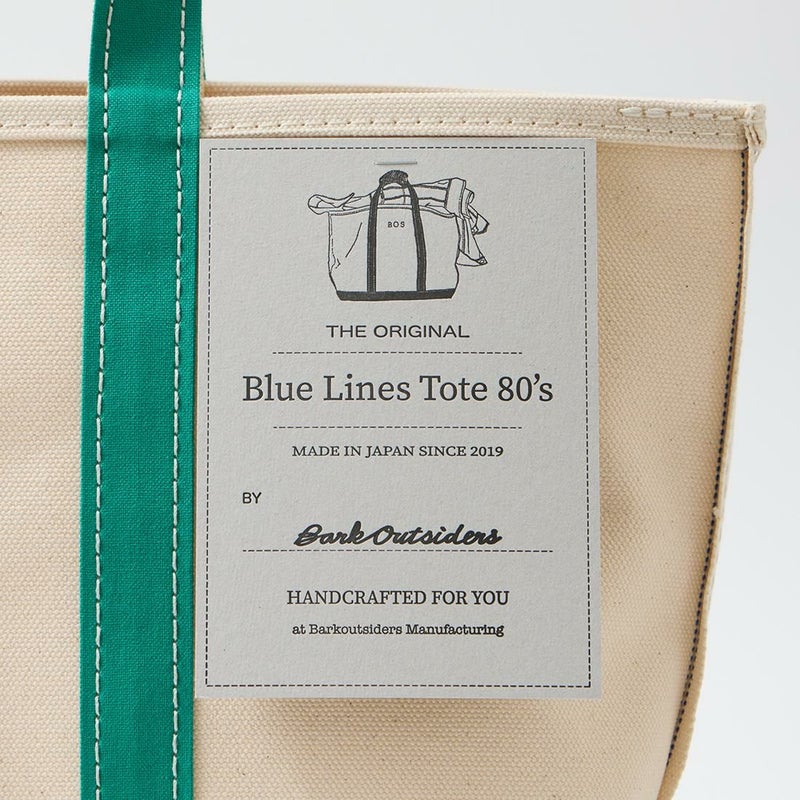 BOS
THE ORIGINAL
Blue Lines Tote 80's
MADE IN JAPAN SINCE 2019
BY
Bark Outsiders
HANDCRAFTED FOR YOU
at Barkoutsiders Manufacturing